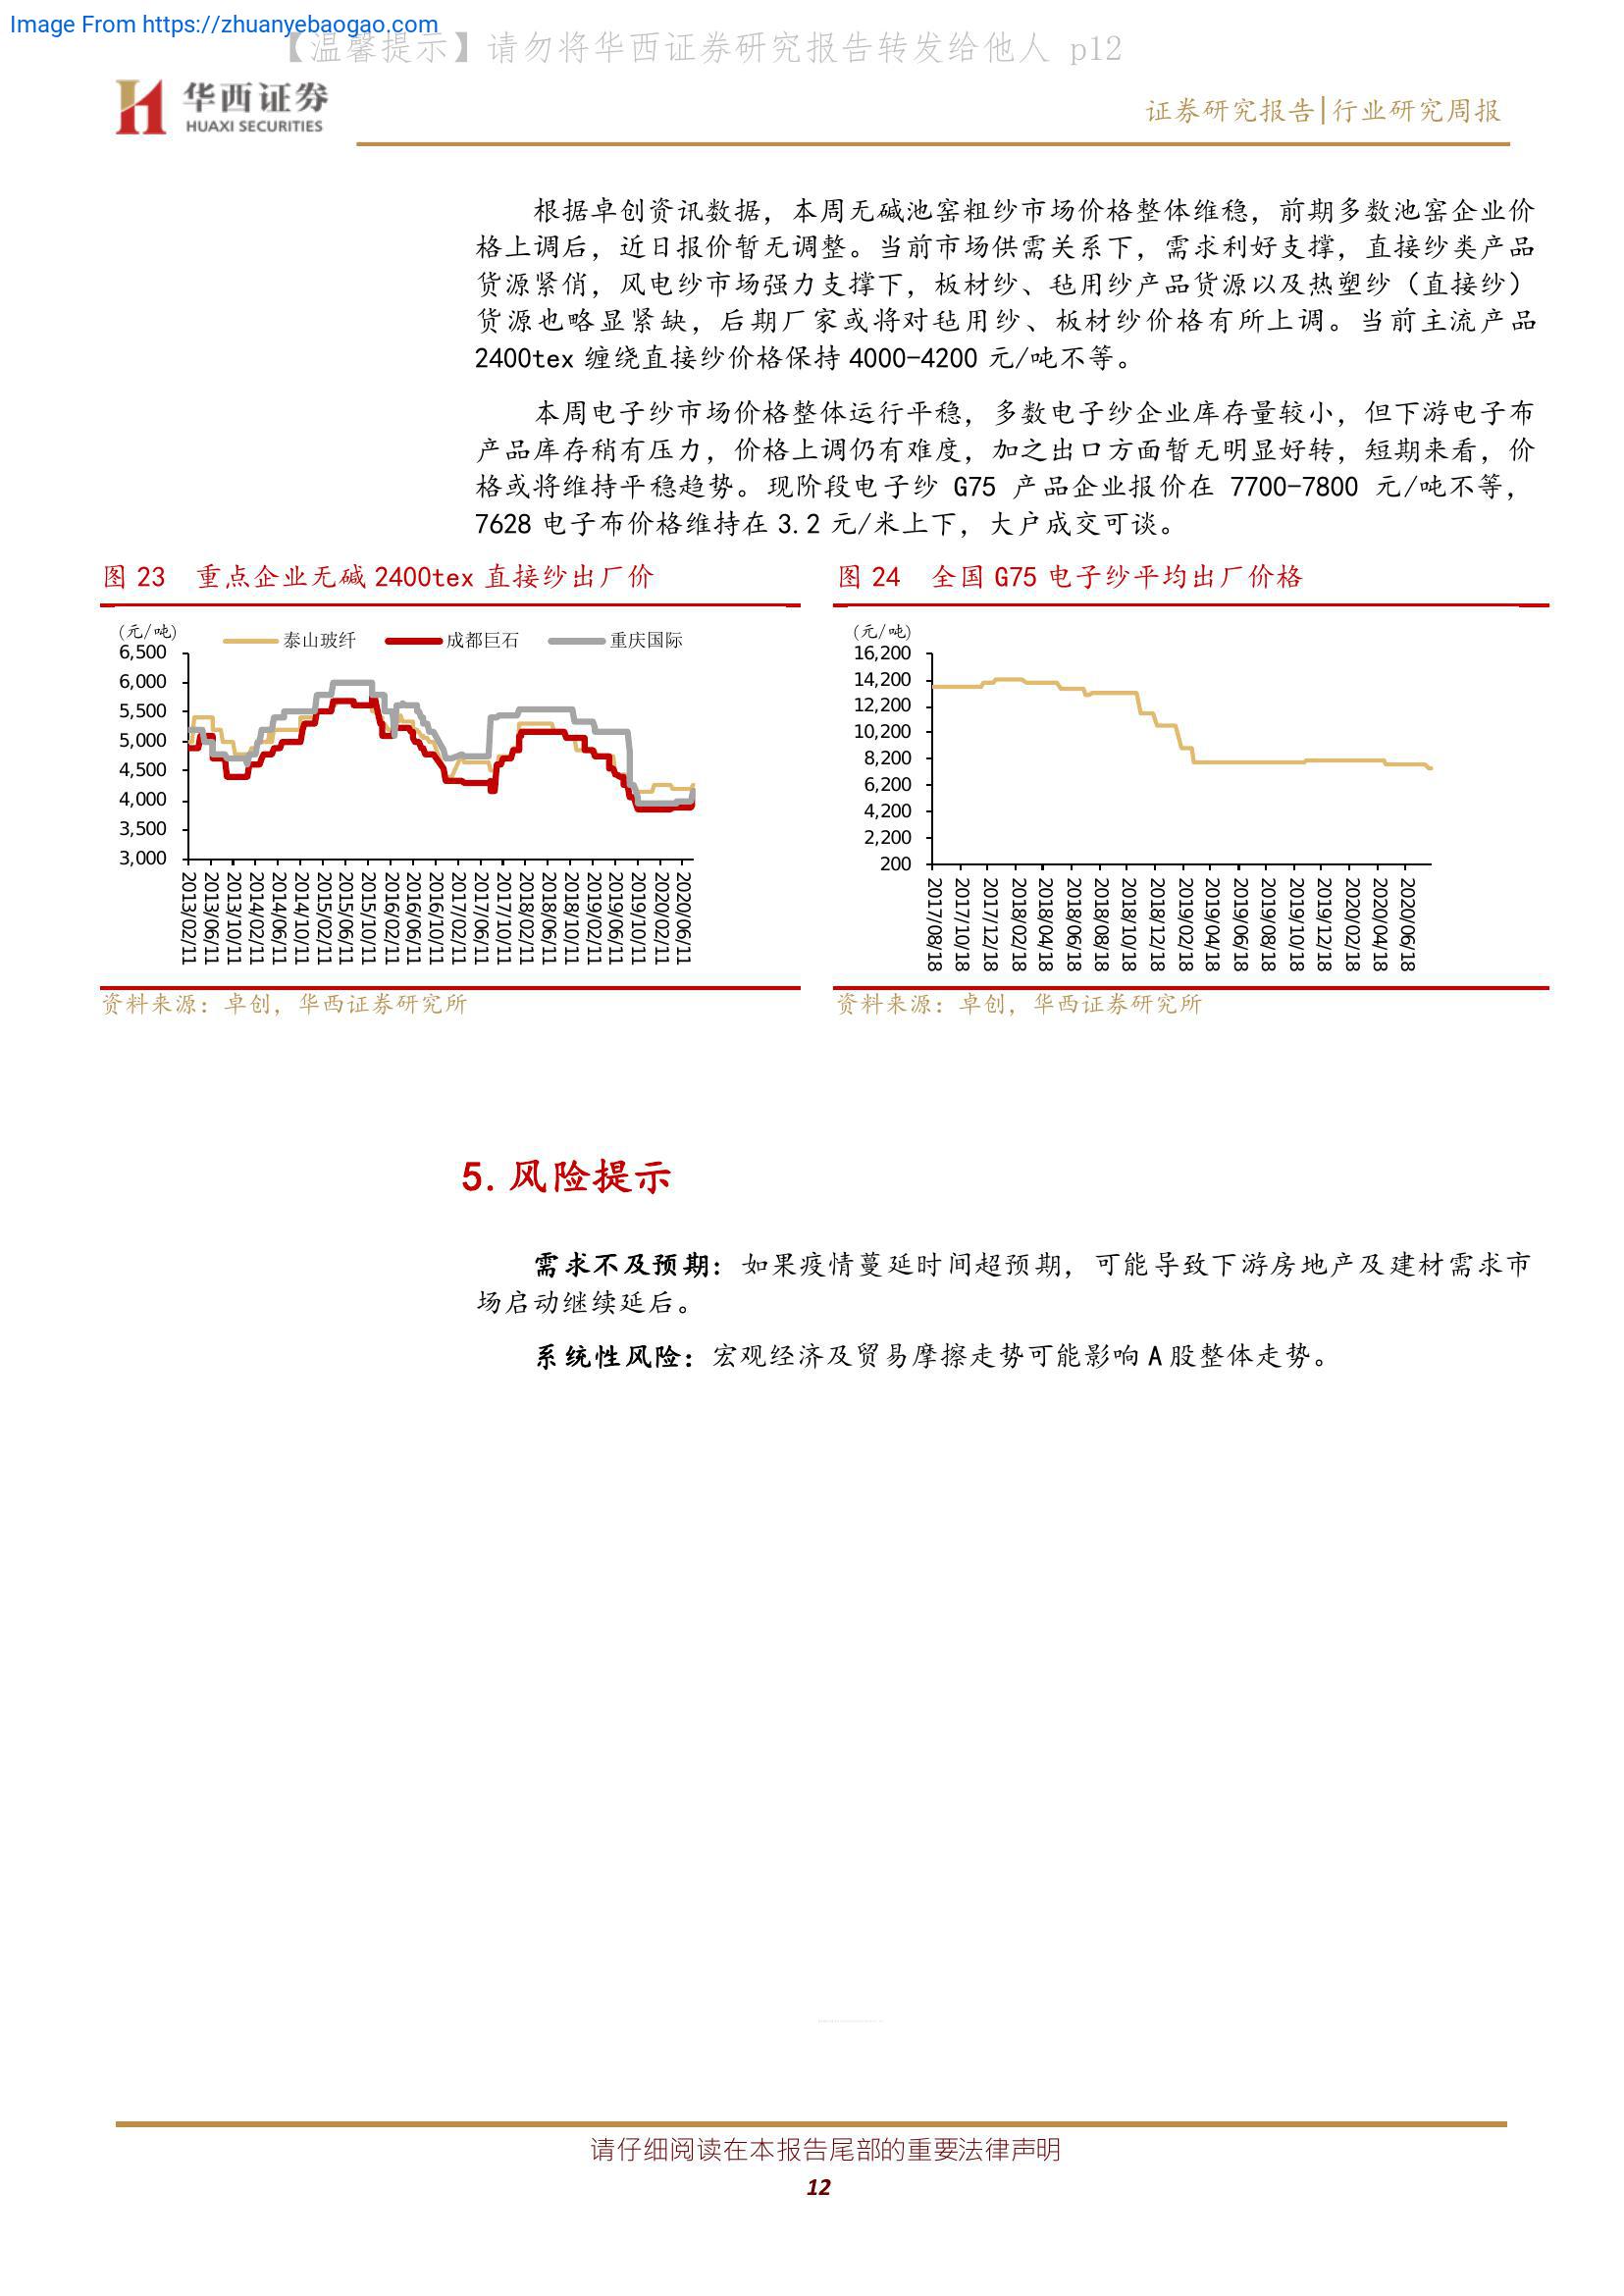 Image From https://zhuanyebaogao.com
【温馨提示】请勿将华西证券研究报告转发给他人 p12
华西证券
HUAXI SECURITIES
证券研究报告|行业研究周报
根据卓创资讯数据，本周无碱池窑粗纱市场价格整体维稳，前期多数池窑企业价
格上调后，近日报价暂无调整。当前市场供需关系下，需求利好支撑，直接纱类产品
货源紧俏，风电纱市场强力支撑下，板材纱、毡用纱产品货源以及热塑纱（直接纱）
货源也略显紧缺，后期厂家或将对毡用纱、板材纱价格有所上调。当前主流产品
2400tex 缠绕直接纱价格保持 4000-4200 元/吨不等。
本周电子纱市场价格整体运行平稳，多数电子纱企业库存量较小，但下游电子布
产品库存稍有压力，价格上调仍有难度，加之出口方面暂无明显好转，短期来看，价
格或将维持平稳趋势。现阶段电子纱 G75 产品企业报价在 7700-7800 元/吨不等，
7628 电子布价格维持在 3.2 元/米上下，大户成交可谈。
图 23 重点企业无碱 2400tex 直接纱出厂价
(元/吨)
泰山玻纤 成都巨石 重庆国际
6,500
6,000
5,500
5,000
4,500
4,000
3,500
3,000
2013/02/11
2013/06/11
2013/10/11
2014/02/11
2014/06/11
2014/10/11
2015/02/11
2015/06/11
2015/10/11
2016/02/11
2016/06/11
2016/10/11
2017/02/11
2017/06/11
2017/10/11
2018/02/11
2018/06/11
2018/10/11
2019/02/11
2019/06/11
2019/10/11
2020/02/11
2020/06/11
资料来源：卓创，华西证券研究所
图 24 全国 G75 电子纱平均出厂价格
(元/吨)
16,200
14,200
12,200
10,200
8,200
6,200
4,200
2,200
200
2017/08/18
2017/10/18
2017/12/18
2018/02/18
2018/04/18
2018/06/18
2018/08/18
2018/10/18
2018/12/18
2019/02/18
2019/04/18
2019/06/18
2019/08/18
2019/10/18
2019/12/18
2020/02/18
2020/04/18
2020/06/18
资料来源：卓创，华西证券研究所
5. 风险提示
需求不及预期：如果疫情蔓延时间超预期，可能导致下游房地产及建材需求市
场启动继续延后。
系统性风险：宏观经济及贸易摩擦走势可能影响 A 股整体走势。
请仔细阅读在本报告尾部的重要法律声明
12